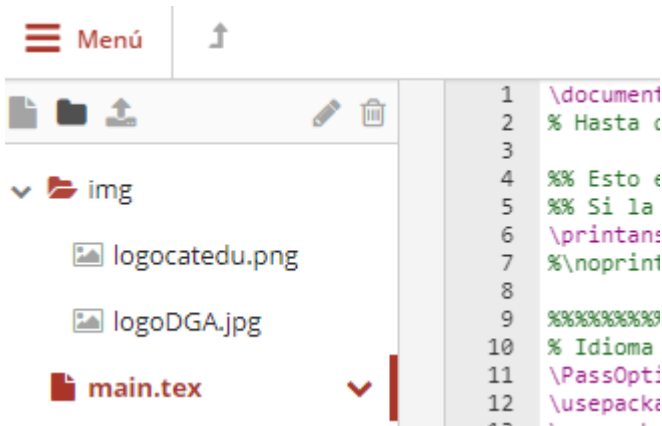 Menú
img
logocatedu.png
logoDGA.jpg
main.tex
1 \document
2 % Hasta
3
4 %% Esto
5 %% Si la
6 \printans
7 %\noprint
8
9 %%%%%%%%%
10 % Idioma
11 \PassOpti
12 \usepacka